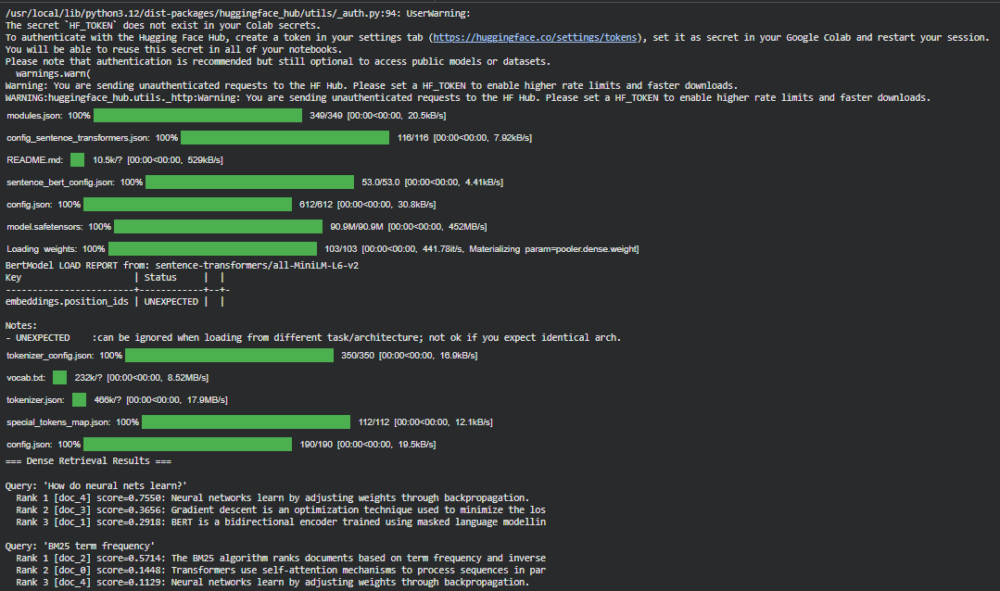 /usr/local/lib/python3.12/dist-packages/huggingface_hub/utils/_auth.py:94: UserWarning:
The secret `HF_TOKEN` does not exist in your Colab secrets.
To authenticate with the Hugging Face Hub, create a token in your settings tab (https://huggingface.co/settings/tokens), set it as secret in your Google Colab and restart your session.
You will be able to reuse this secret in all of your notebooks.
Please note that authentication is recommended but still optional to access public models or datasets.
  warnings.warn(
Warning: You are sending unauthenticated requests to the HF Hub. Please set a HF_TOKEN to enable higher rate limits and faster downloads.
WARNING:huggingface_hub.utils._http:Warning: You are sending unauthenticated requests to the HF Hub. Please set a HF_TOKEN to enable higher rate limits and faster downloads.
modules.json: 100% 349/349 [00:00<00:00, 20.5kB/s]
config_sentence_transformers.json: 100% 116/116 [00:00<00:00, 7.92kB/s]
README.md: 10.5k/? [00:00<00:00, 529kB/s]
sentence_bert_config.json: 100% 53.0/53.0 [00:00<00:00, 4.41kB/s]
config.json: 100% 612/612 [00:00<00:00, 30.8kB/s]
model.safetensors: 100% 90.9M/90.9M [00:00<00:00, 452MB/s]
Loading weights: 100% 103/103 [00:00<00:00, 441.78it/s, Materializing param=pooler.dense.weight]
BertModel LOAD REPORT from: sentence-transformers/all-MiniLM-L6-v2
Key                     | Status     |  |
------------------------+------------+--+-
embeddings.position_ids | UNEXPECTED |  |
Notes:
- UNEXPECTED    :can be ignored when loading from different task/architecture; not ok if you expect identical arch.
tokenizer_config.json: 100% 350/350 [00:00<00:00, 16.9kB/s]
vocab.txt: 232k/? [00:00<00:00, 8.52MB/s]
tokenizer.json: 466k/? [00:00<00:00, 17.9MB/s]
special_tokens_map.json: 100% 112/112 [00:00<00:00, 12.1kB/s]
config.json: 100% 190/190 [00:00<00:00, 19.5kB/s]
=== Dense Retrieval Results ===
Query: 'How do neural nets learn?'
  Rank 1 [doc_4] score=0.7550: Neural networks learn by adjusting weights through backpropagation.
  Rank 2 [doc_3] score=0.3656: Gradient descent is an optimization technique used to minimize the los
  Rank 3 [doc_1] score=0.2918: BERT is a bidirectional encoder trained using masked language modellin
Query: 'BM25 term frequency'
  Rank 1 [doc_2] score=0.5714: The BM25 algorithm ranks documents based on term frequency and inverse
  Rank 2 [doc_0] score=0.1448: Transformers use self-attention mechanisms to process sequences in par
  Rank 3 [doc_4] score=0.1129: Neural networks learn by adjusting weights through backpropagation.